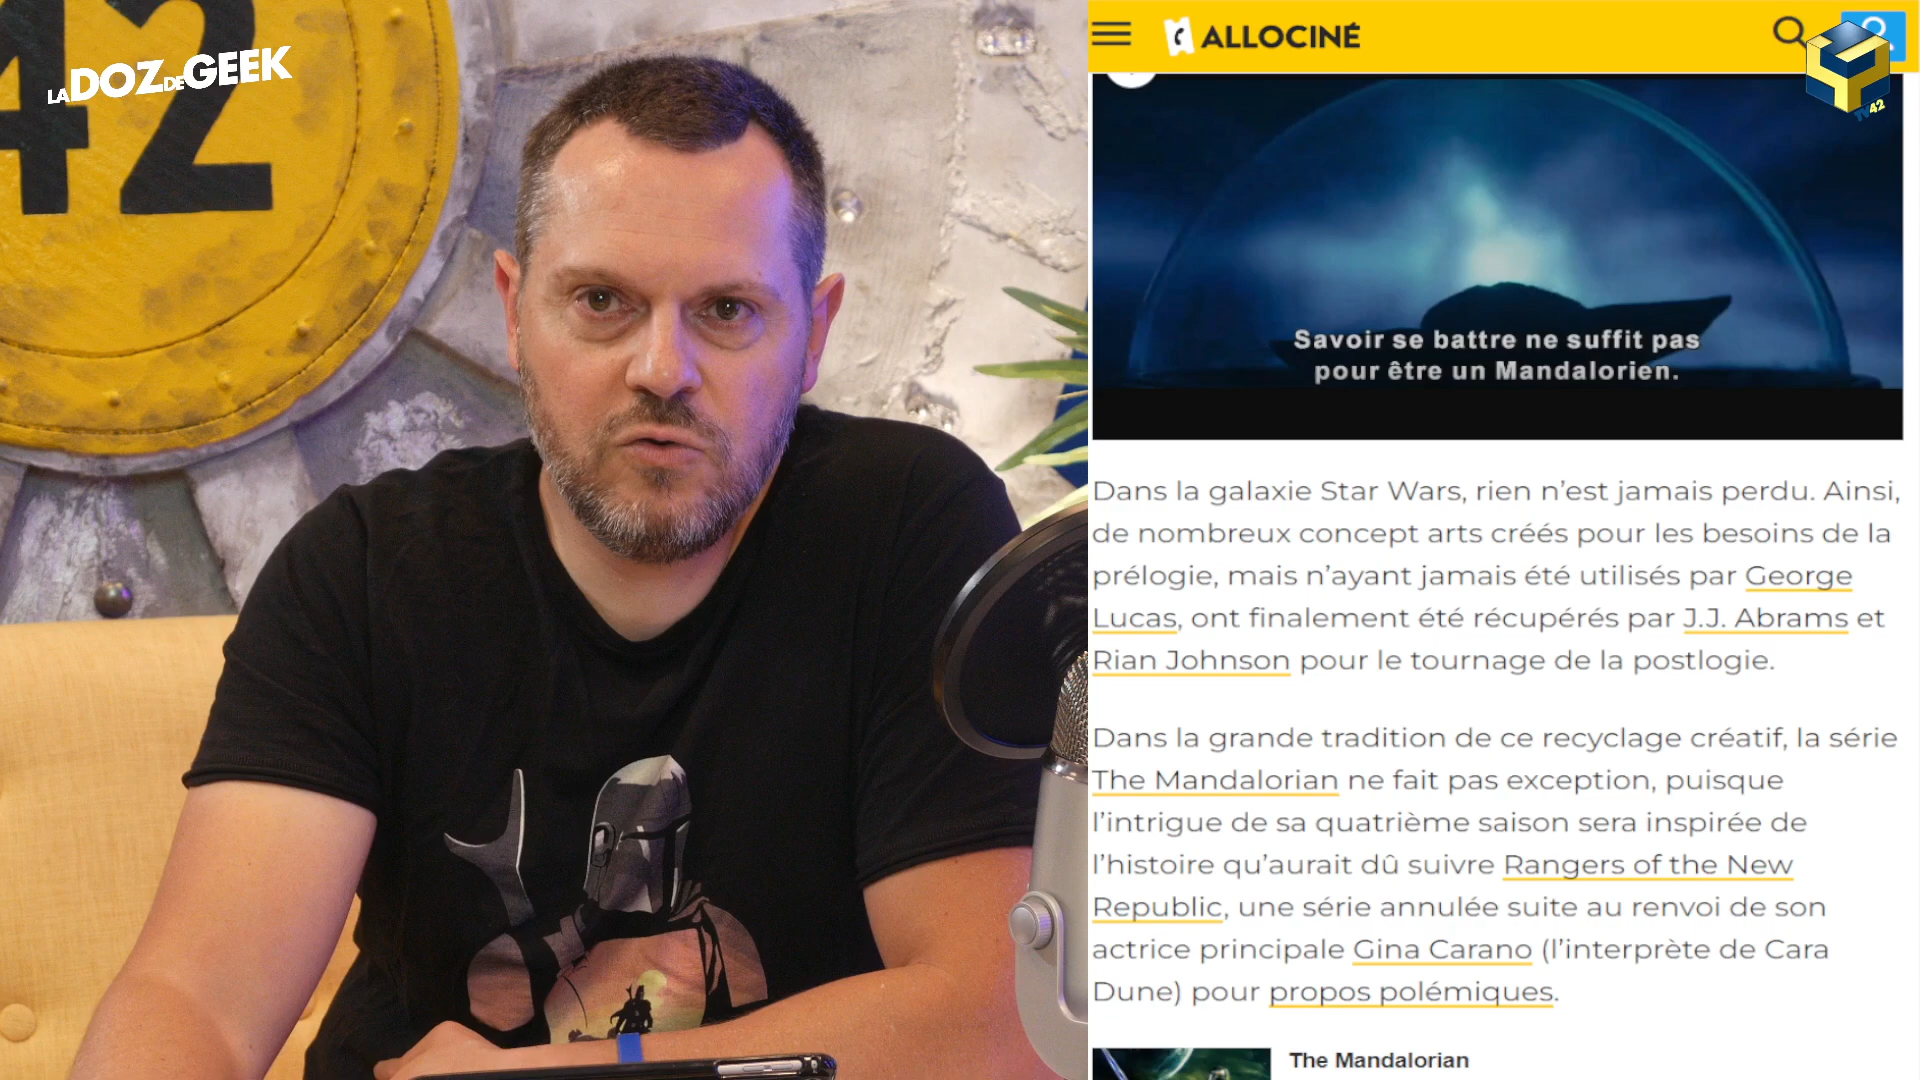 42
LA DOZ DE GEEK
ALLOCINÉ
TV42
Savoir se battre ne suffit pas
pour être un Mandalorien.
Dans la galaxie Star Wars, rien n’est jamais perdu. Ainsi,
de nombreux concept arts créés pour les besoins de la
prélogie, mais n’ayant jamais été utilisés par George
Lucas, ont finalement été récupérés par J.J. Abrams et
Rian Johnson pour le tournage de la postlogie.
Dans la grande tradition de ce recyclage créatif, la série
The Mandalorian ne fait pas exception, puisque
l’intrigue de sa quatrième saison sera inspirée de
l’histoire qu’aurait dû suivre Rangers of the New
Republic, une série annulée suite au renvoi de son
actrice principale Gina Carano (l’interprète de Cara
Dune) pour propos polémiques.
The Mandalorian